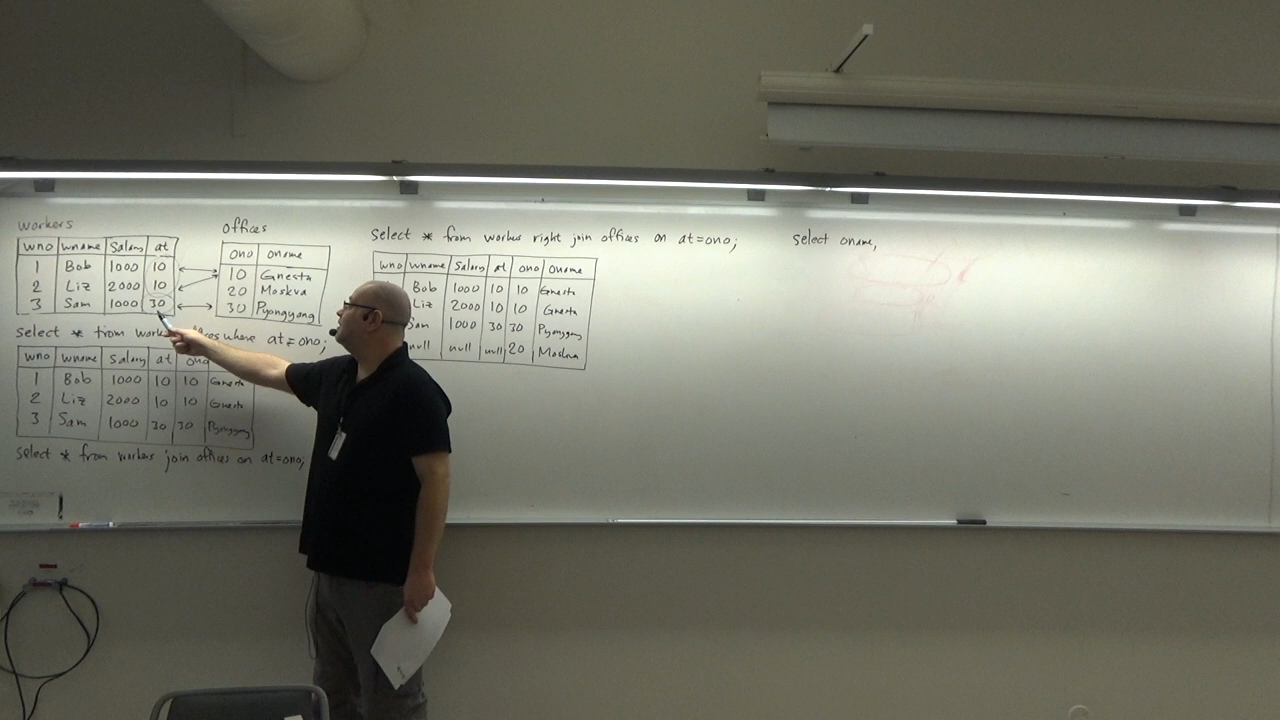 workers
wno wname Salary at
1 Bob 1000 10
2 Liz 2000 10
3 Sam 1000 30
offices
ono oname
10 Gnesta
20 Moskva
30 Pyongyang
Select * from where at=ono;
wno wname Salary at ono
1 Bob 1000 10 10 Gnesta
2 Liz 2000 10 10 Gnesta
3 Sam 1000 30 30 Pyongyang
Select * from workers join offices on at=ono;
Select * from workers right join offices on at=ono;
wno wname Salary at ono oname
Bob 1000 10 10 Gnesta
Liz 2000 10 10 Gnesta
Sam 1000 30 30 Pyongyang
null null null 20 Moskva
Select oname,